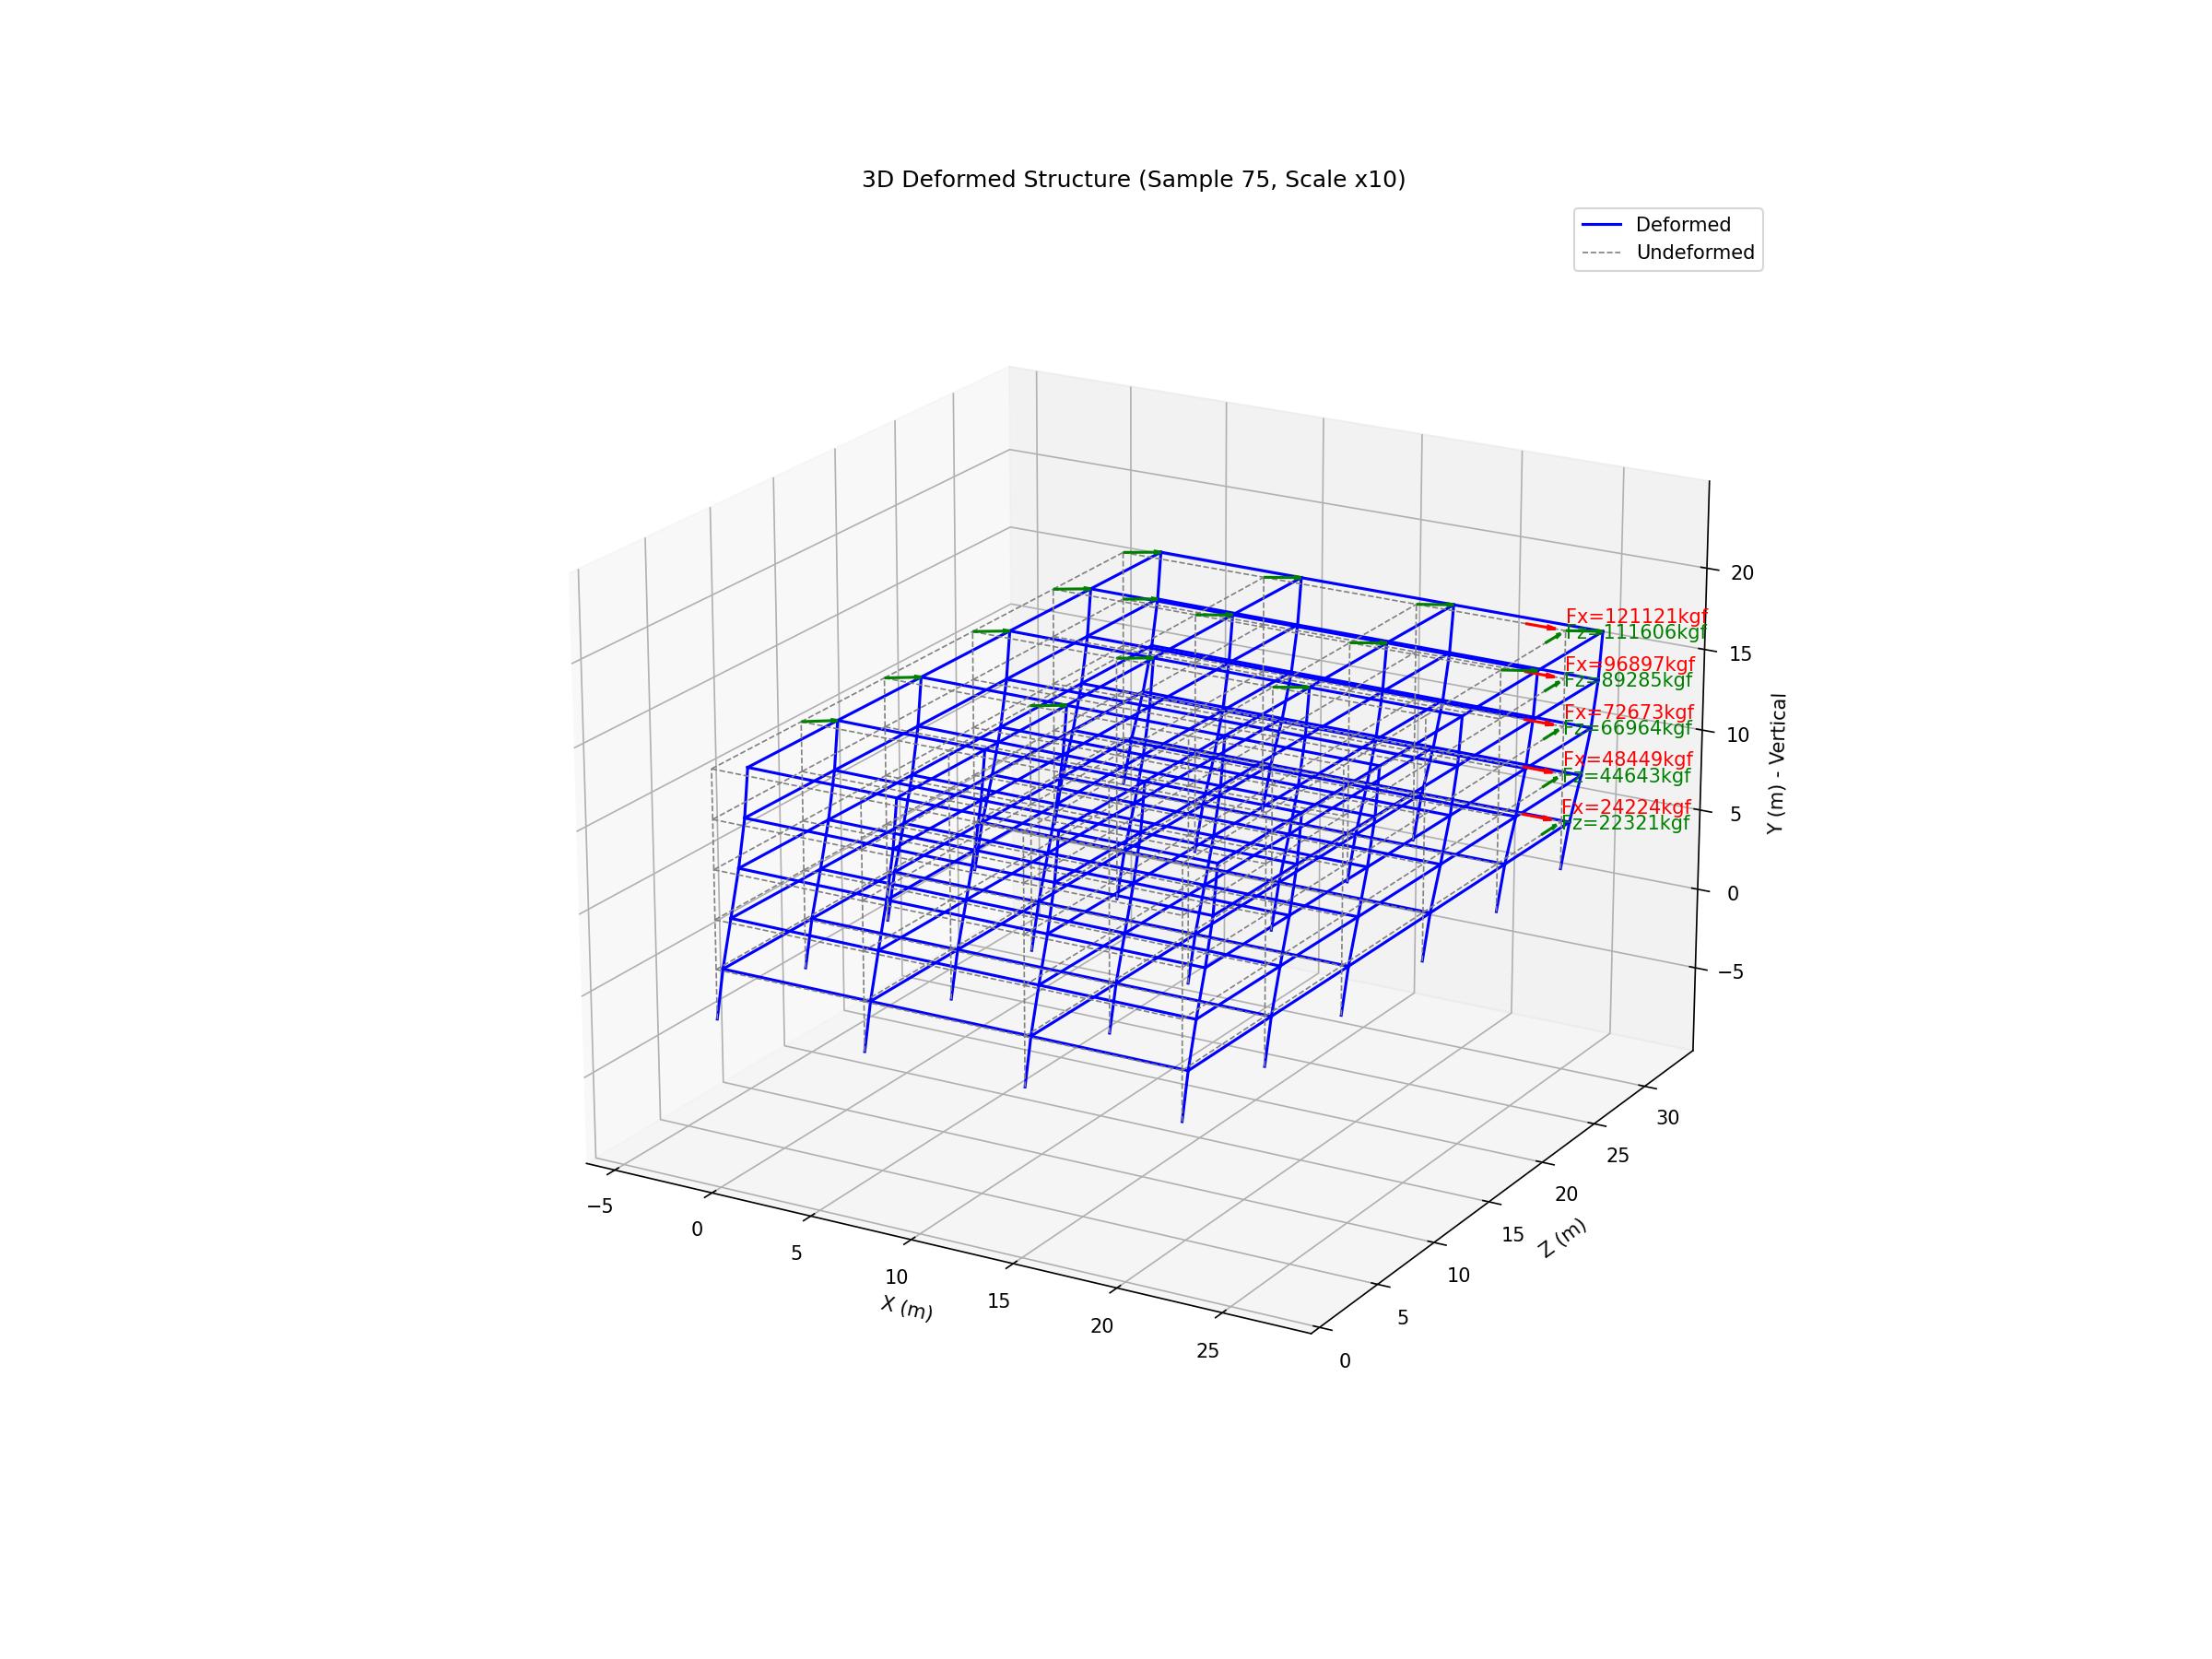 3D Deformed Structure (Sample 75, Scale x10)
Deformed
Undeformed
Fx=121121kgf
Fz=111606kgf
Fx=96897kgf
Fz=89285kgf
Fx=72673kgf
Fz=66964kgf
Fx=48449kgf
Fz=44643kgf
Fx=24224kgf
Fz=22321kgf
20
15
10
5
0
−5
Y (m) - Vertical
−5
0
5
10
15
20
25
X (m)
0
5
10
15
20
25
30
Z (m)